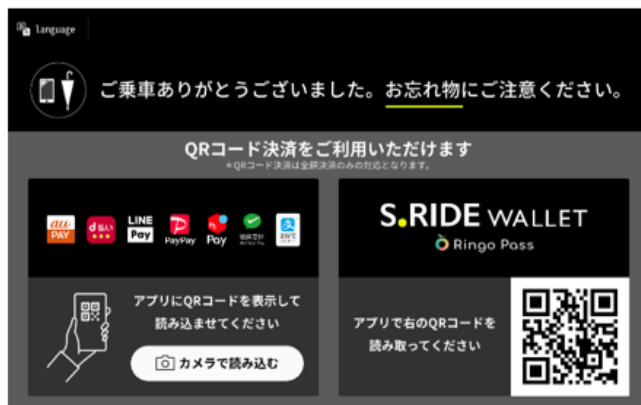 Language
ご乗車ありがとうございました。お忘れ物にご注意ください。
QRコード決済をご利用いただけます
*QRコード決済は全額決済のみの対応となります。
au PAY
d払い
LINE Pay
PayPay
Pay
S.RIDE WALLET
Ringo Pass
アプリにQRコードを表示して
読み込ませてください
カメラで読み込む
アプリで右のQRコードを
読み取ってください